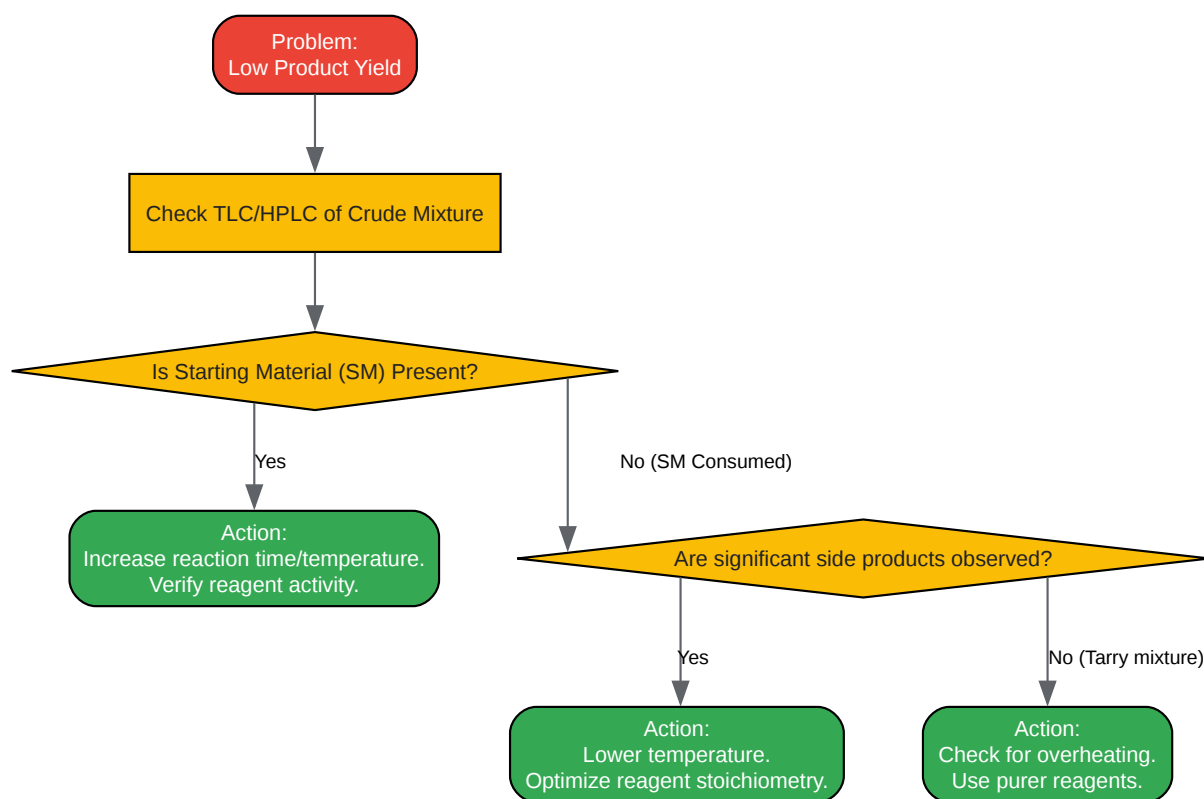 Problem:
Low Product Yield
Check TLC/HPLC of Crude Mixture
Is Starting Material (SM) Present?
Yes
No (SM Consumed)
Action:
Increase reaction time/temperature.
Verify reagent activity.
Are significant side products observed?
Yes
No (Tarry mixture)
Action:
Lower temperature.
Optimize reagent stoichiometry.
Action:
Check for overheating.
Use purer reagents.